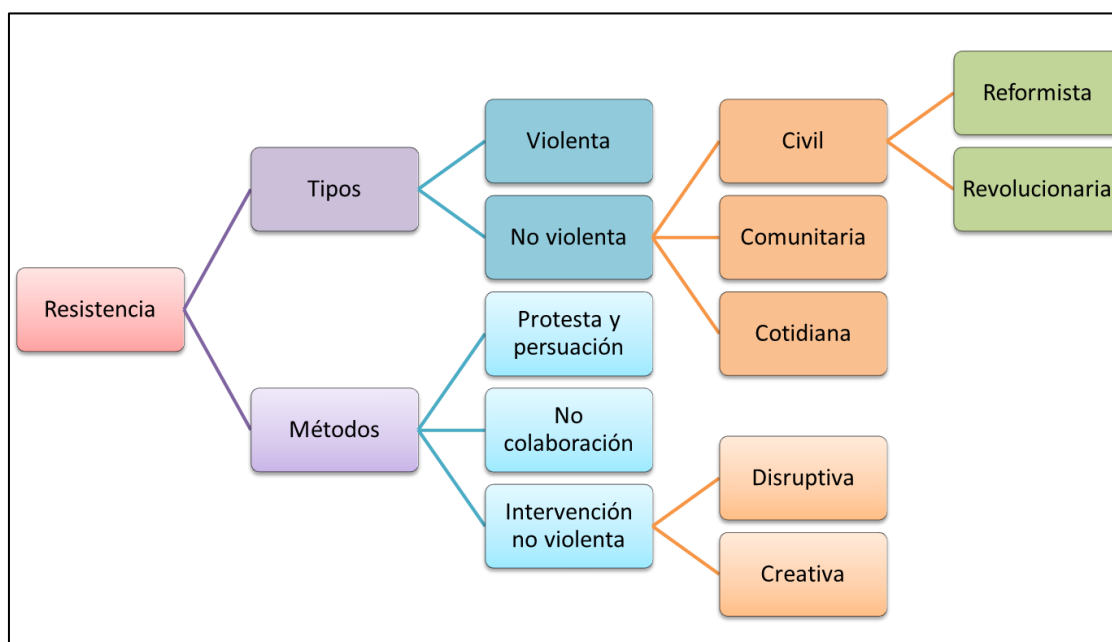 Resistencia
Tipos
Violenta
No violenta
Civil
Reformista
Revolucionaria
Comunitaria
Cotidiana
Métodos
Protesta y
persuación
No
colaboración
Intervención
no violenta
Disruptiva
Creativa